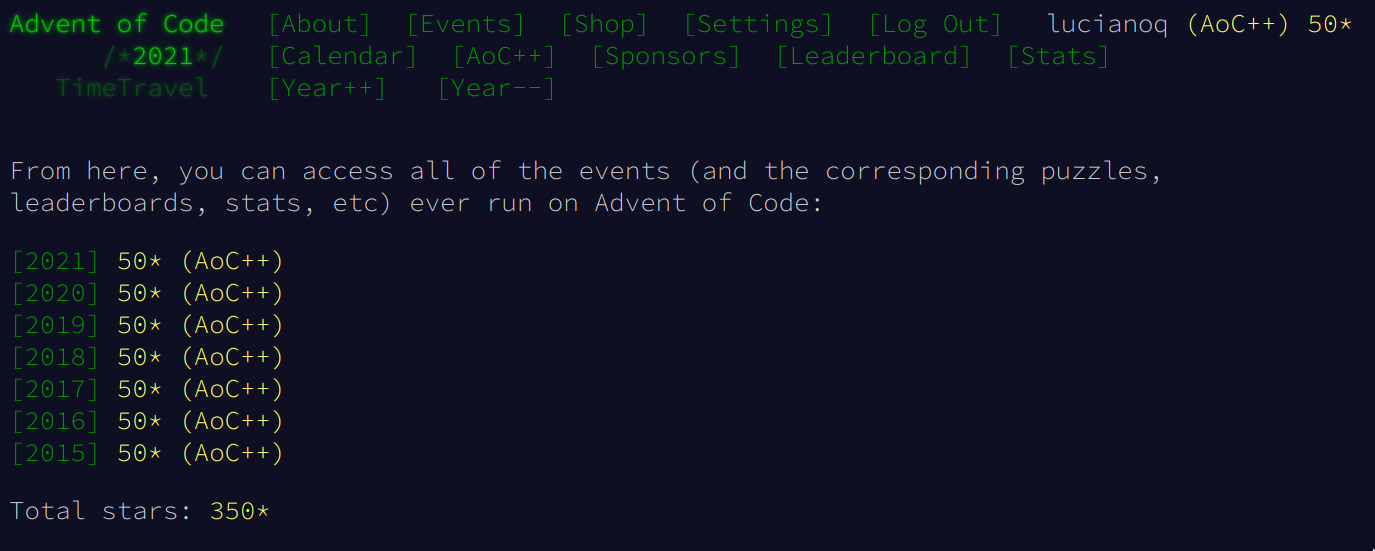 Advent of Code [About] [Events] [Shop] [Settings] [Log Out] lucianoq (AoC++) 50*
/*2021*/ [Calendar] [AoC++] [Sponsors] [Leaderboard] [Stats]
TimeTravel [Year++] [Year--]
From here, you can access all of the events (and the corresponding puzzles,
leaderboards, stats, etc) ever run on Advent of Code:
[2021] 50* (AoC++)
[2020] 50* (AoC++)
[2019] 50* (AoC++)
[2018] 50* (AoC++)
[2017] 50* (AoC++)
[2016] 50* (AoC++)
[2015] 50* (AoC++)
Total stars: 350*